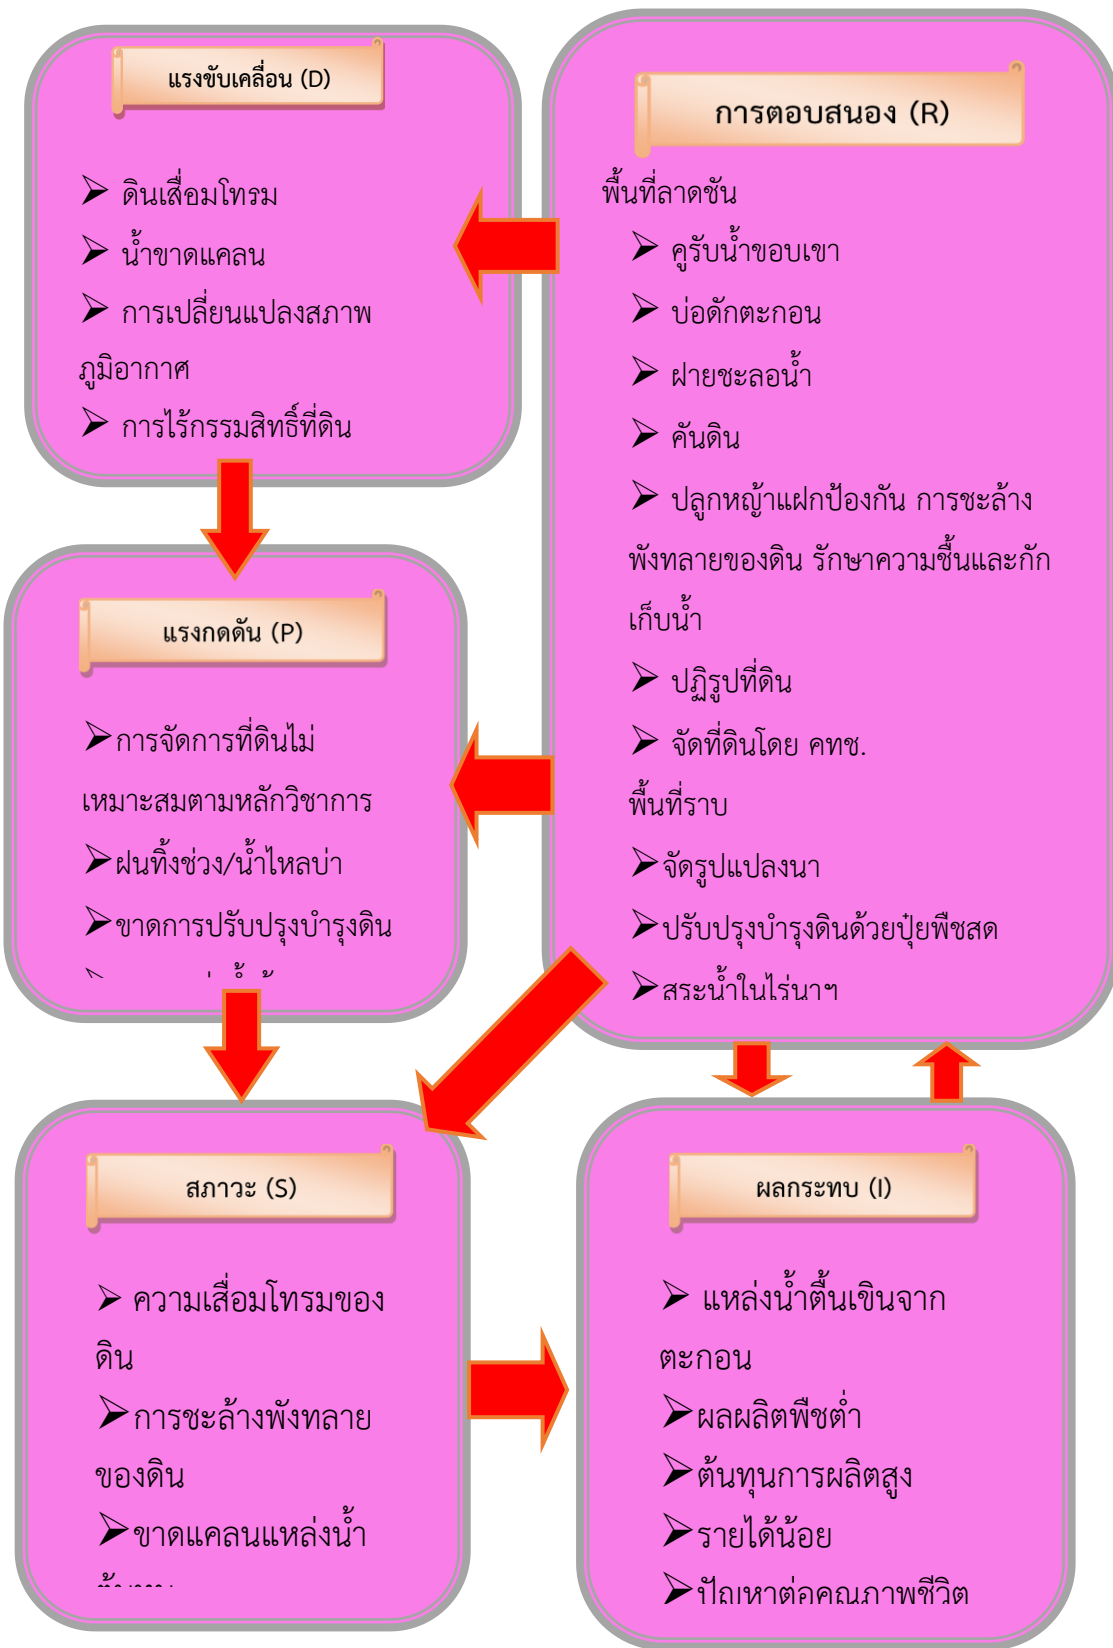 แรงขับเคลื่อน (D)
➢ ดินเสื่อมโทรม
➢ น้ำขาดแคลน
➢ การเปลี่ยนแปลงสภาพ
ภูมิอากาศ
➢ การไร้กรรมสิทธิ์ที่ดิน
แรงกดดัน (P)
➢การจัดการที่ดินไม่
เหมาะสมตามหลักวิชาการ
➢ฝนทิ้งช่วง/น้ำไหลบ่า
➢ขาดการปรับปรุงบำรุงดิน
สภาวะ (S)
➢ ความเสื่อมโทรมของ
ดิน
➢การชะล้างพังทลาย
ของดิน
➢ขาดแคลนแหล่งน้ำ
การตอบสนอง (R)
พื้นที่ลาดชัน
➢ คูรับน้ำขอบเขา
➢ บ่อดักตะกอน
➢ ฝายชะลอน้ำ
➢ คันดิน
➢ ปลูกหญ้าแฝกป้องกัน การชะล้าง
พังทลายของดิน รักษาความชื้นและกัก
เก็บน้ำ
➢ ปฏิรูปที่ดิน
➢ จัดที่ดินโดย คทช.
พื้นที่ราบ
➢จัดรูปแปลงนา
➢ปรับปรุงบำรุงดินด้วยปุ๋ยพืชสด
➢สระน้ำในไร่นาฯ
ผลกระทบ (I)
➢ แหล่งน้ำตื้นเขินจาก
ตะกอน
➢ผลผลิตพืชต่ำ
➢ต้นทุนการผลิตสูง
➢รายได้น้อย
➢ปัญหาต่อคุณภาพชีวิต